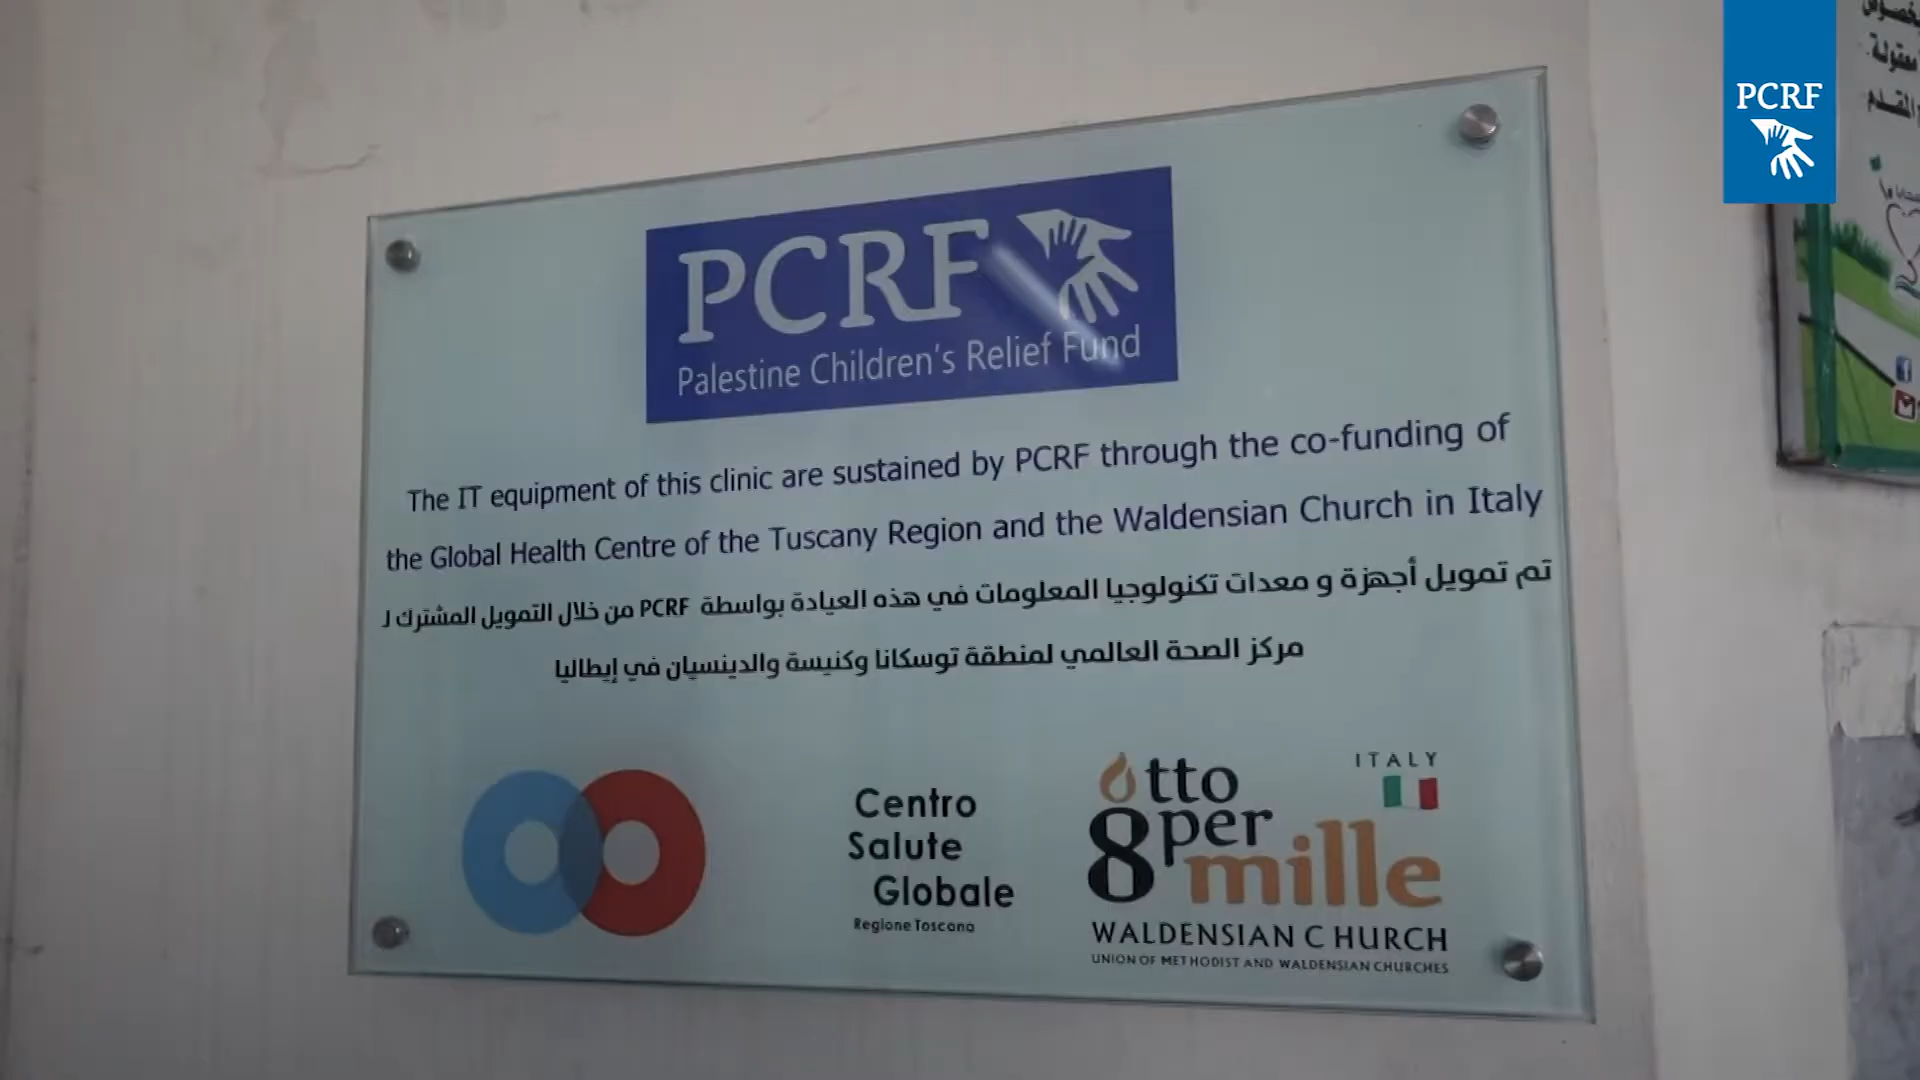 PCRF
Palestine Children's Relief Fund
The IT equipment of this clinic are sustained by PCRF through the co-funding of
the Global Health Centre of the Tuscany Region and the Waldensian Church in Italy
تم تمويل أجهزة و معدات تكنولوجيا المعلومات في هذه العيادة بواسطة PCRF من خلال التمويل المشترك لـ
مركز الصحة العالمي لمنطقة توسكانا وكنيسة والدينسيان في إيطاليا
Centro
Salute
Globale
Regione Toscana
ITALY
Otto
8 per
mille
WALDENSIAN CHURCH
UNION OF METHODIST AND WALDENSIAN CHURCHES
PCRF
معقولة
المقدم